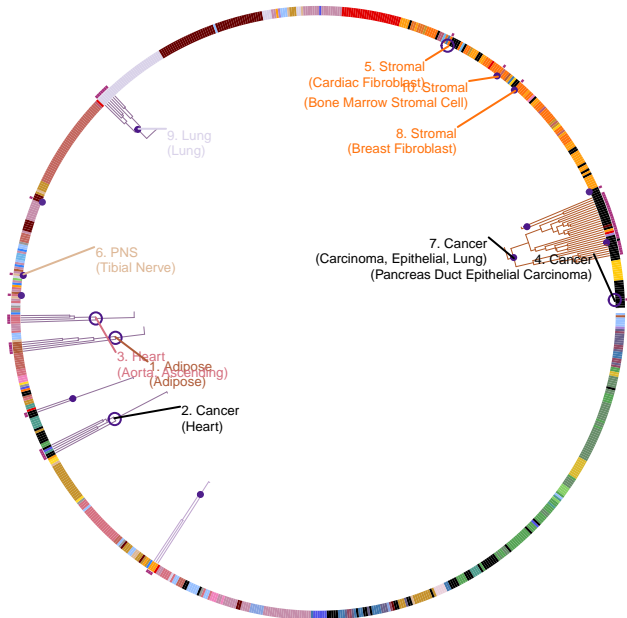 5. Stromal
(Cardiac Fibroblast)
10. Stromal
(Bone Marrow Stromal Cell)
8. Stromal
(Breast Fibroblast)
9. Lung
(Lung)
7. Cancer
(Carcinoma, Epithelial, Lung)
4. Cancer
(Pancreas Duct Epithelial Carcinoma)
6. PNS
(Tibial Nerve)
3. Heart
(Aorta, Ascending)
1. Adipose
(Adipose)
2. Cancer
(Heart)